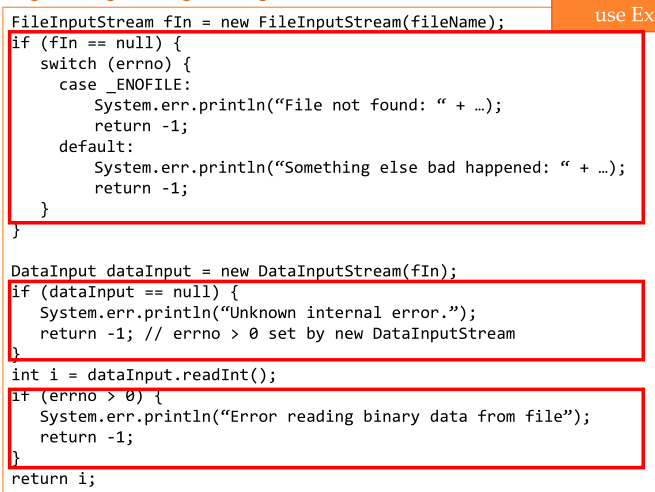 use Ex
FileInputStream fIn = new FileInputStream(fileName);
if (fIn == null) {
   switch (errno) {
     case _ENOFILE:
        System.err.println(“File not found: “ + …);
        return -1;
     default:
        System.err.println(“Something else bad happened: “ + …);
        return -1;
   }
}
DataInput dataInput = new DataInputStream(fIn);
if (dataInput == null) {
   System.err.println(“Unknown internal error.”);
   return -1; // errno > 0 set by new DataInputStream
}
int i = dataInput.readInt();
if (errno > 0) {
   System.err.println(“Error reading binary data from file”);
   return -1;
}
return i;